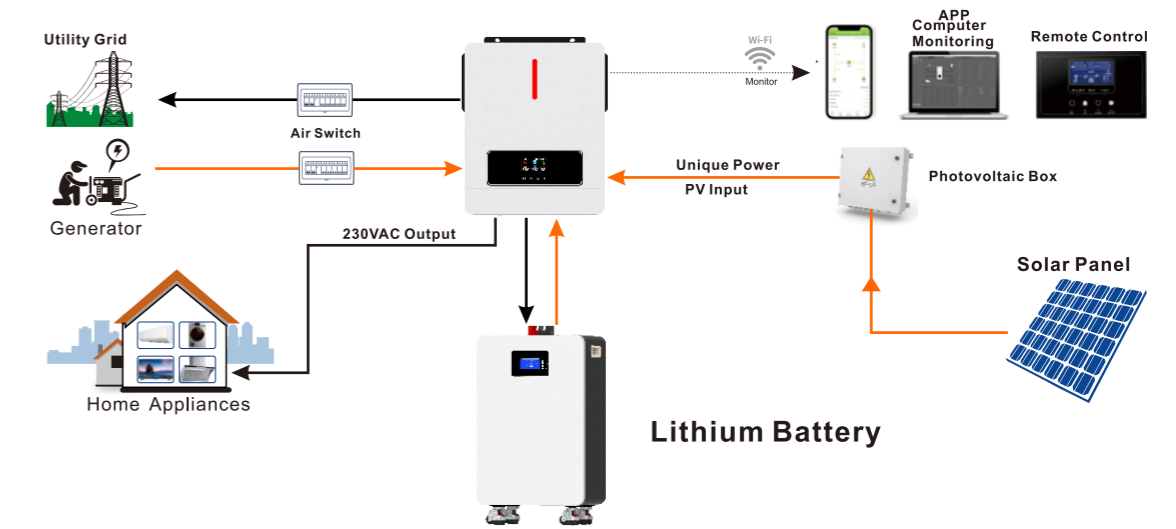 Utility Grid
Air Switch
Generator
230VAC Output
Home Appliances
Wi-Fi
Monitor
APP
Computer
Monitoring
Remote Control
Unique Power
PV Input
Photovoltaic Box
Solar Panel
Lithium Battery